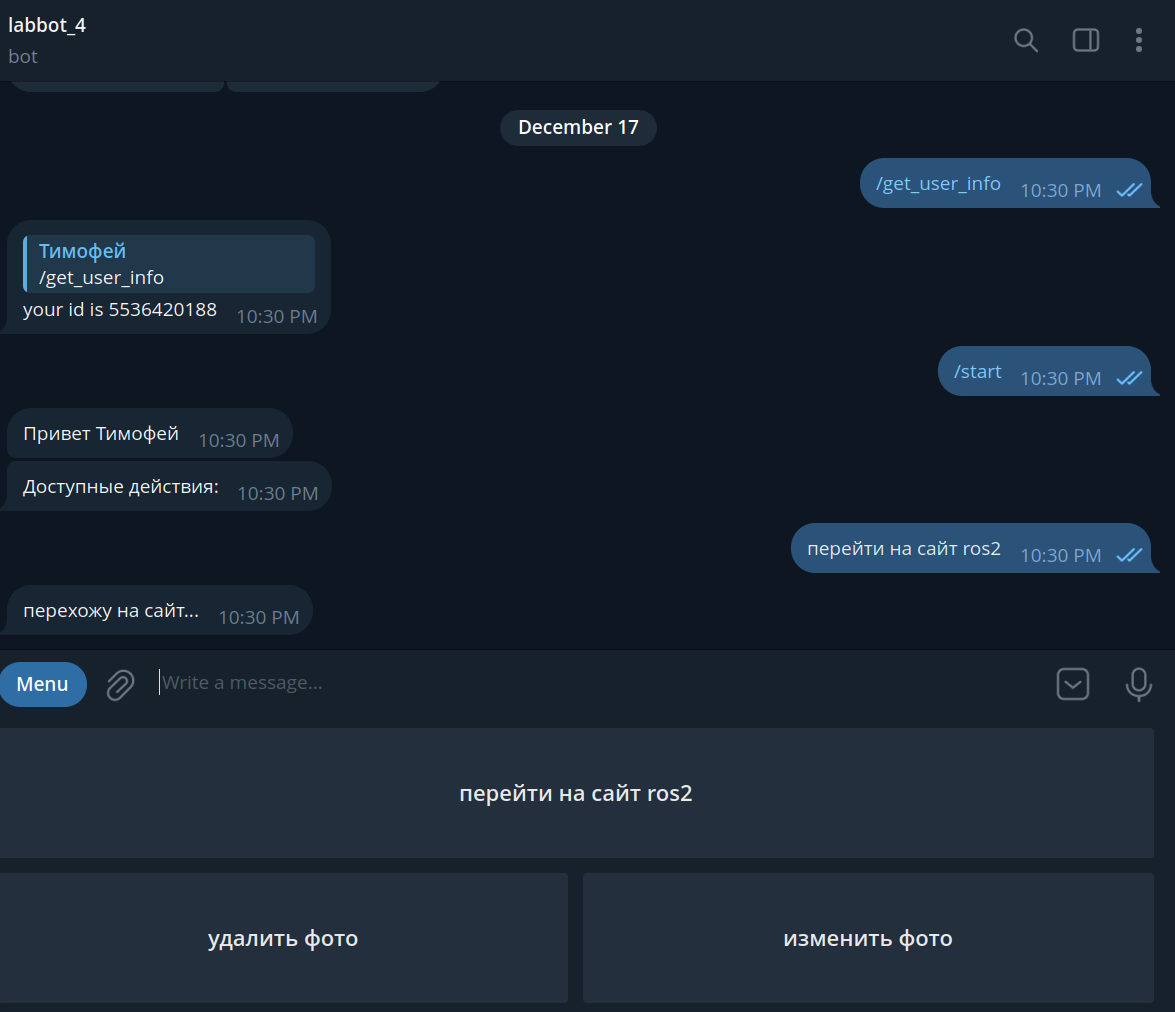 labbot_4
bot
December 17
/get_user_info 10:30 PM
Тимофей
/get_user_info
your id is 5536420188 10:30 PM
/start 10:30 PM
Привет Тимофей 10:30 PM
Доступные действия: 10:30 PM
перейти на сайт ros2 10:30 PM
перехожу на сайт... 10:30 PM
Menu Write a message...
перейти на сайт ros2
удалить фото изменить фото